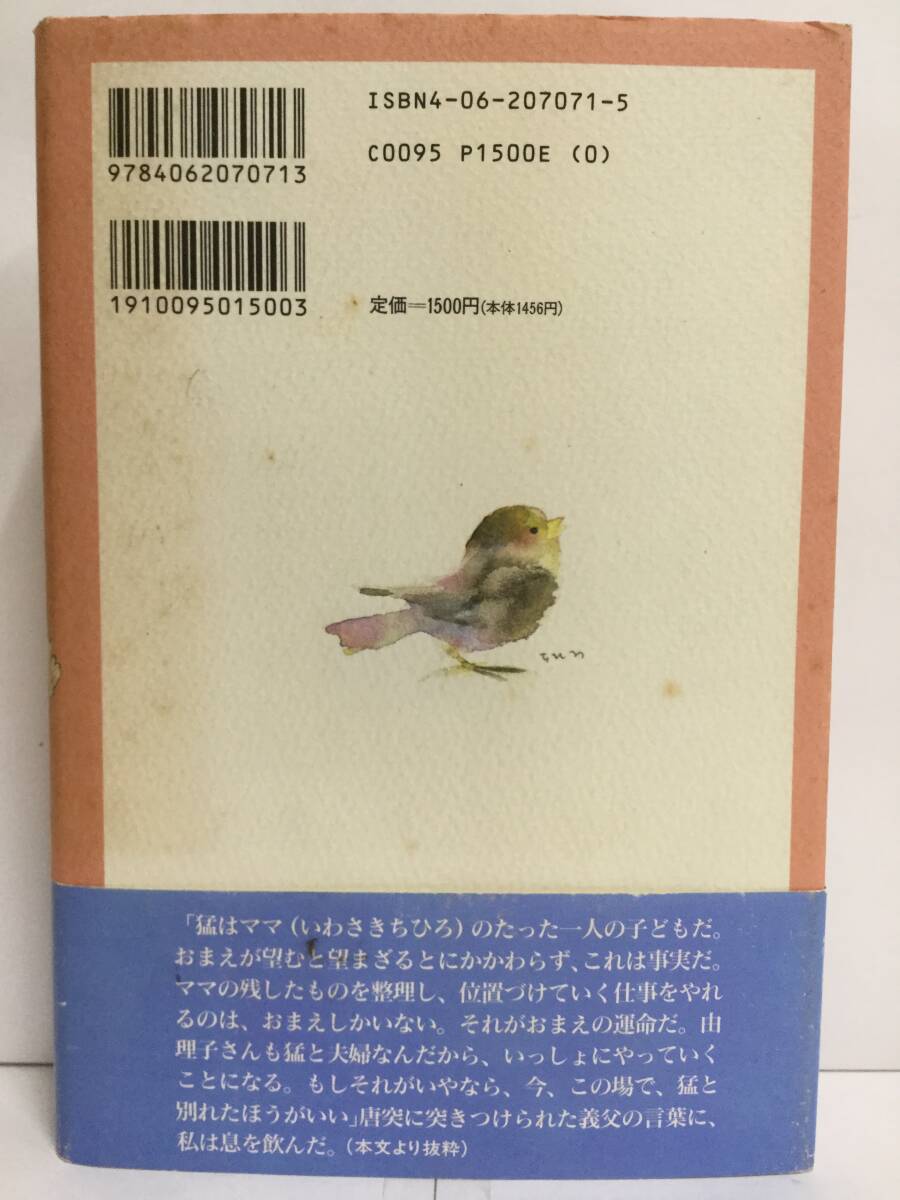 ISBN4-06-207071-5
C0095 P1500E (0)
9784062070713
1910095015003
定価=1500円(本体1456円)
ちひろ
「猛はママ(いわさきちひろ)のたった一人の子どもだ。
おまえが望むと望まざるとにかかわらず、これは事実だ。
ママの残したものを整理し、位置づけていく仕事をやれ
るのは、おまえしかいない。それがおまえの運命だ。由
理子さんも猛と夫婦なんだから、いっしょにやっていく
ことになる。もしそれがいやなら、今、この場で、猛と
別れたほうがいい」唐突に突きつけられた義父の言葉に、
私は息を飲んだ。(本文より抜粋)